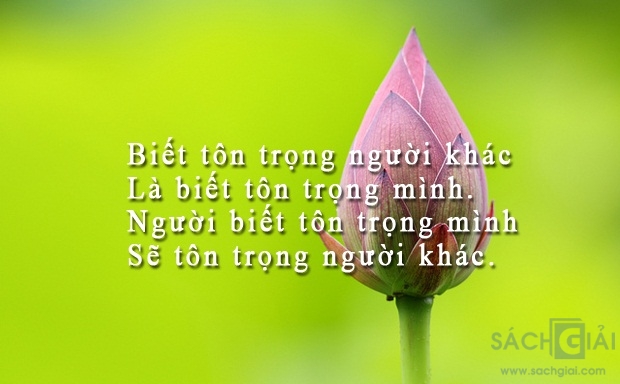 Biết tôn trọng người khác
Là biết tôn trọng mình.
Người biết tôn trọng mình
Sẽ tôn trọng người khác.
SÁCHGIẢI
www.sachgiai.com